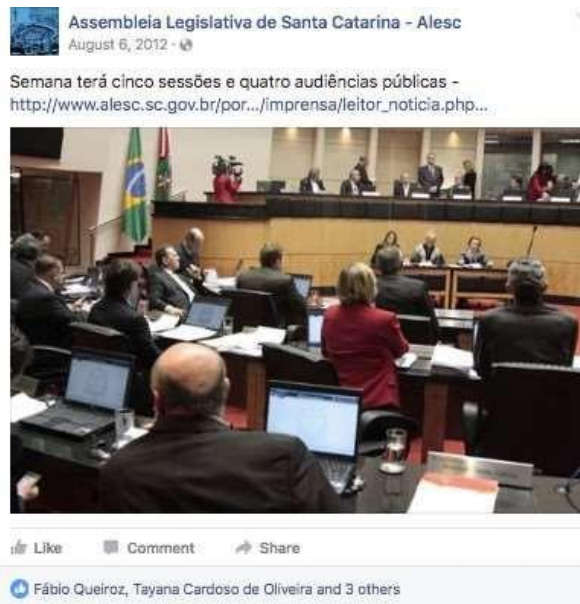 Assembleia Legislativa de Santa Catarina - Alesc
August 6, 2012 ·
Semana terá cinco sessões e quatro audiências públicas -
http://www.alesc.sc.gov.br/por.../imprensa/leitor_noticia.php...
Like Comment Share
Fábio Queiroz, Tayana Cardoso de Oliveira and 3 others